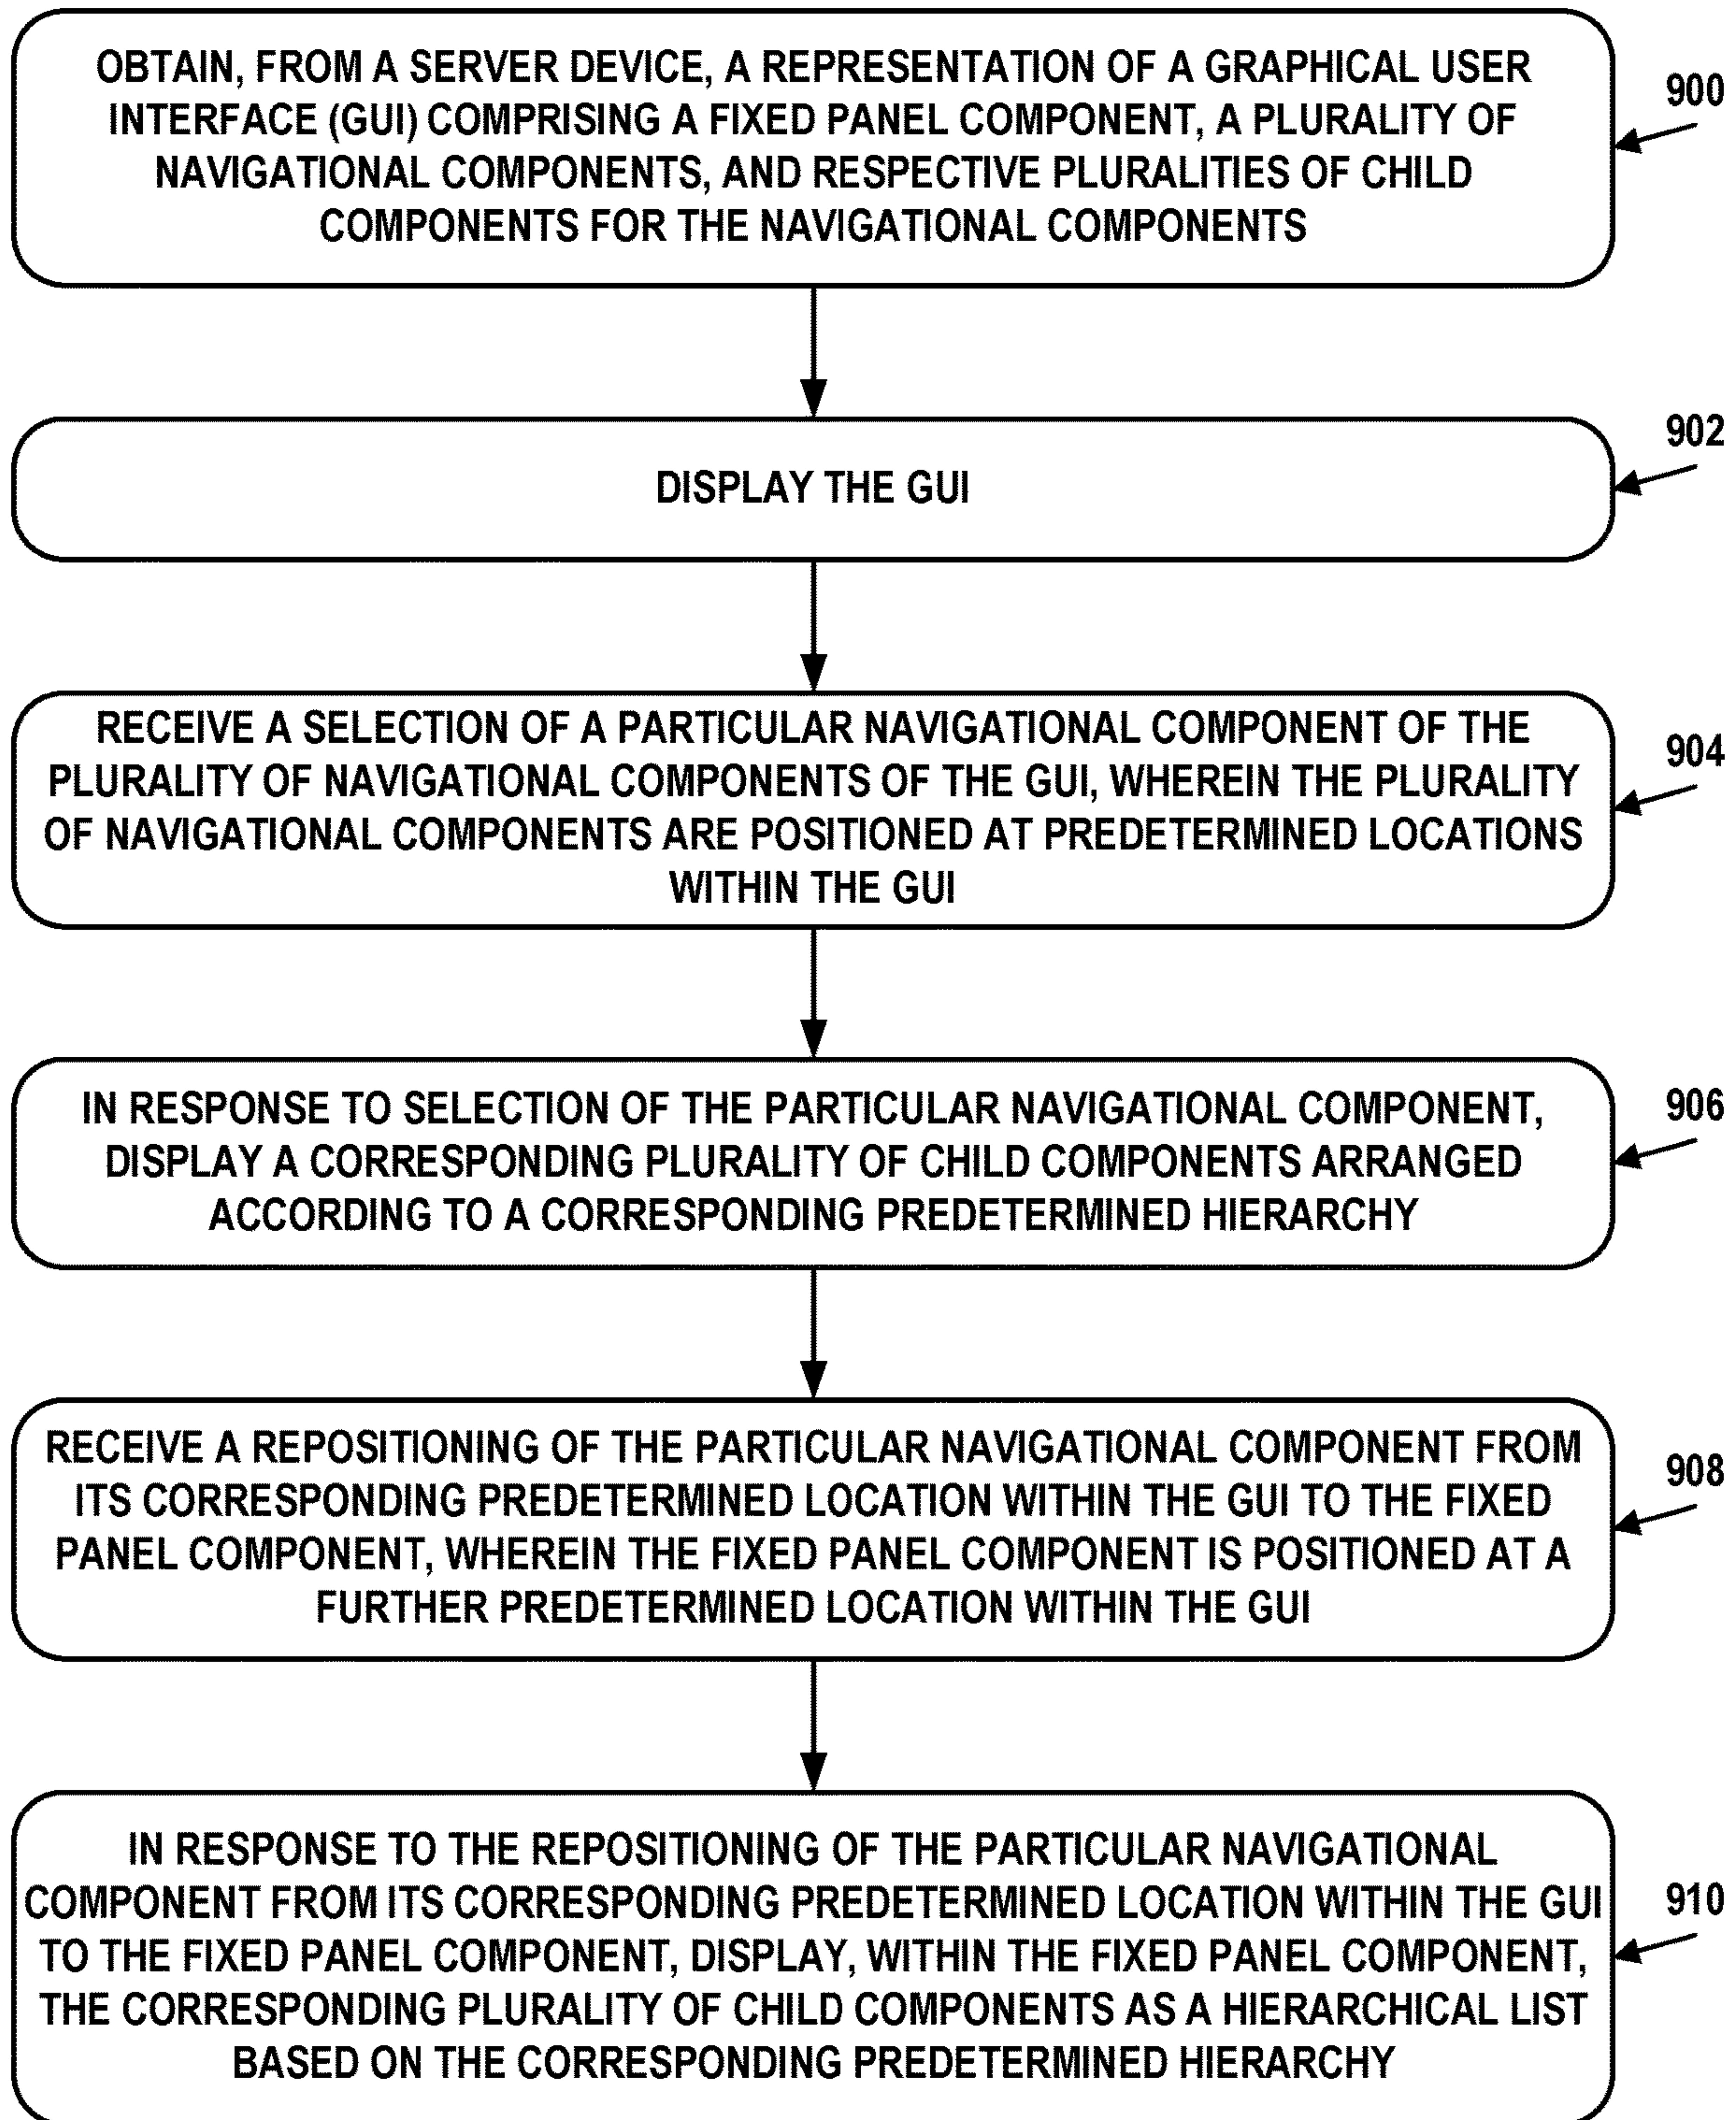 OBTAIN, FROM A SERVER DEVICE, A REPRESENTATION OF A GRAPHICAL USER
INTERFACE (GUI) COMPRISING A FIXED PANEL COMPONENT, A PLURALITY OF
NAVIGATIONAL COMPONENTS, AND RESPECTIVE PLURALITIES OF CHILD
COMPONENTS FOR THE NAVIGATIONAL COMPONENTS
900
DISPLAY THE GUI
902
RECEIVE A SELECTION OF A PARTICULAR NAVIGATIONAL COMPONENT OF THE
PLURALITY OF NAVIGATIONAL COMPONENTS OF THE GUI, WHEREIN THE PLURALITY
OF NAVIGATIONAL COMPONENTS ARE POSITIONED AT PREDETERMINED LOCATIONS
WITHIN THE GUI
904
IN RESPONSE TO SELECTION OF THE PARTICULAR NAVIGATIONAL COMPONENT,
DISPLAY A CORRESPONDING PLURALITY OF CHILD COMPONENTS ARRANGED
ACCORDING TO A CORRESPONDING PREDETERMINED HIERARCHY
906
RECEIVE A REPOSITIONING OF THE PARTICULAR NAVIGATIONAL COMPONENT FROM
ITS CORRESPONDING PREDETERMINED LOCATION WITHIN THE GUI TO THE FIXED
PANEL COMPONENT, WHEREIN THE FIXED PANEL COMPONENT IS POSITIONED AT A
FURTHER PREDETERMINED LOCATION WITHIN THE GUI
908
IN RESPONSE TO THE REPOSITIONING OF THE PARTICULAR NAVIGATIONAL
COMPONENT FROM ITS CORRESPONDING PREDETERMINED LOCATION WITHIN THE GUI
TO THE FIXED PANEL COMPONENT, DISPLAY, WITHIN THE FIXED PANEL COMPONENT,
THE CORRESPONDING PLURALITY OF CHILD COMPONENTS AS A HIERARCHICAL LIST
BASED ON THE CORRESPONDING PREDETERMINED HIERARCHY
910